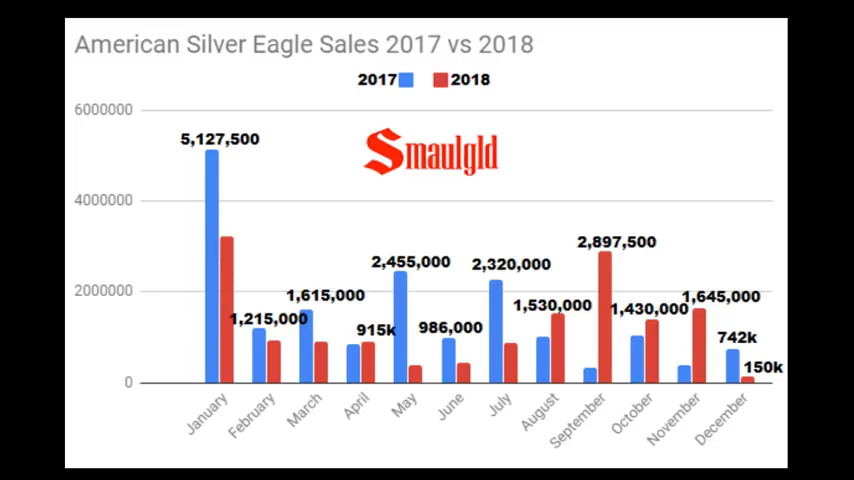 American Silver Eagle Sales 2017 vs 2018
2017 2018
6000000
5,127,500
Smaulgld
4000000
2,897,500
2,455,000
2,320,000
2000000
1,615,000
1,645,000
1,530,000
1,430,000
1,215,000
915k
986,000
742k
150k
0
January
February
March
April
May
June
July
August
September
October
November
December